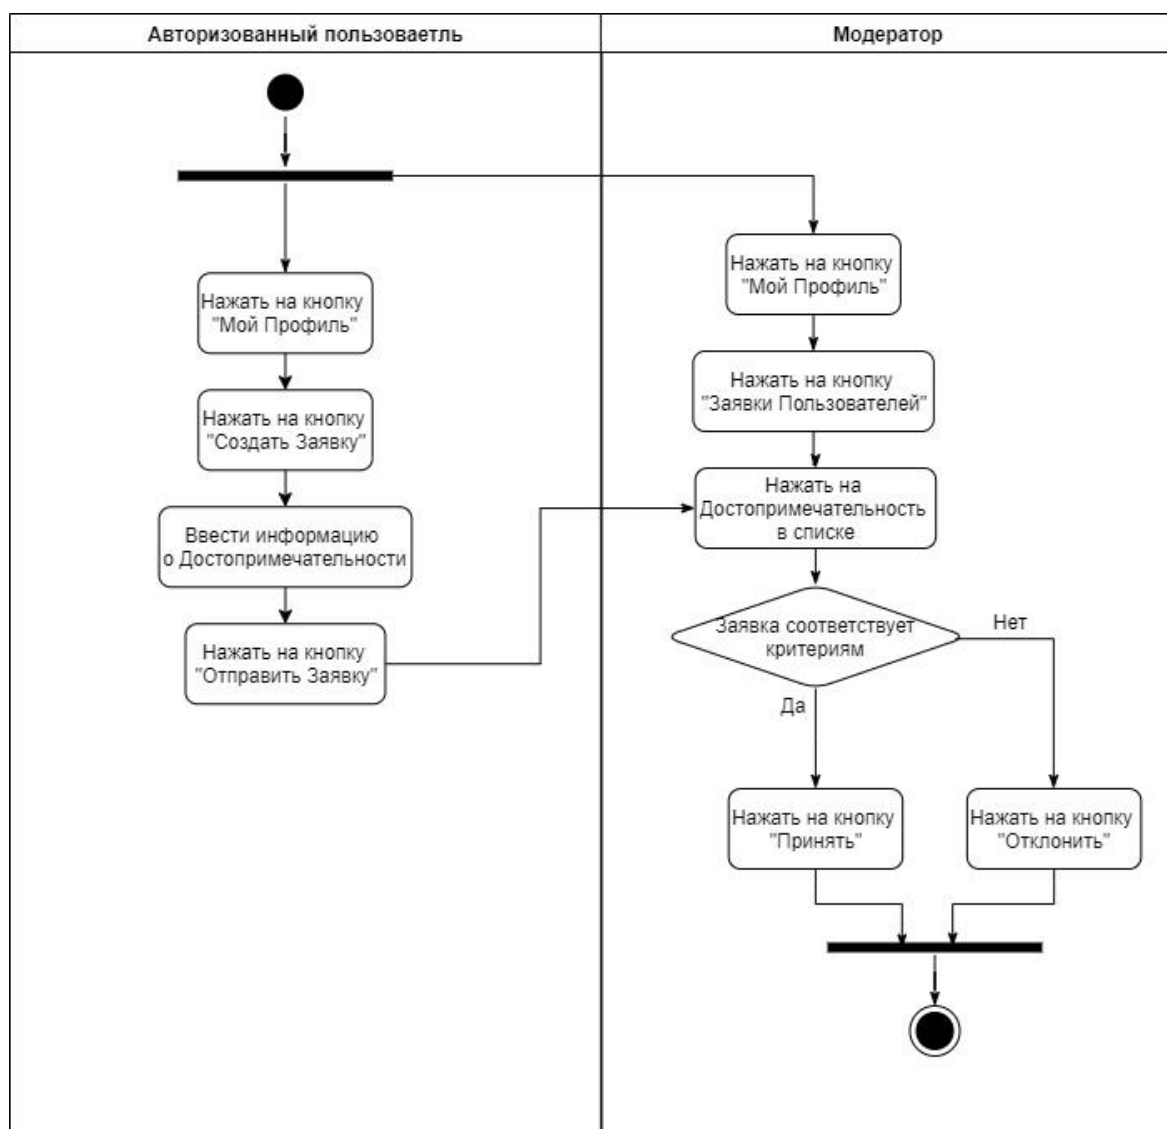 Авторизованный пользоваетль
Модератор
Нажать на кнопку
"Мой Профиль"
Нажать на кнопку
"Создать Заявку"
Ввести информацию
о Достопримечательности
Нажать на кнопку
"Отправить Заявку"
Нажать на кнопку
"Мой Профиль"
Нажать на кнопку
"Заявки Пользователей"
Нажать на
Достопримечательность
в списке
Заявка соответствует
критериям
Нет
Да
Нажать на кнопку
"Принять"
Нажать на кнопку
"Отклонить"